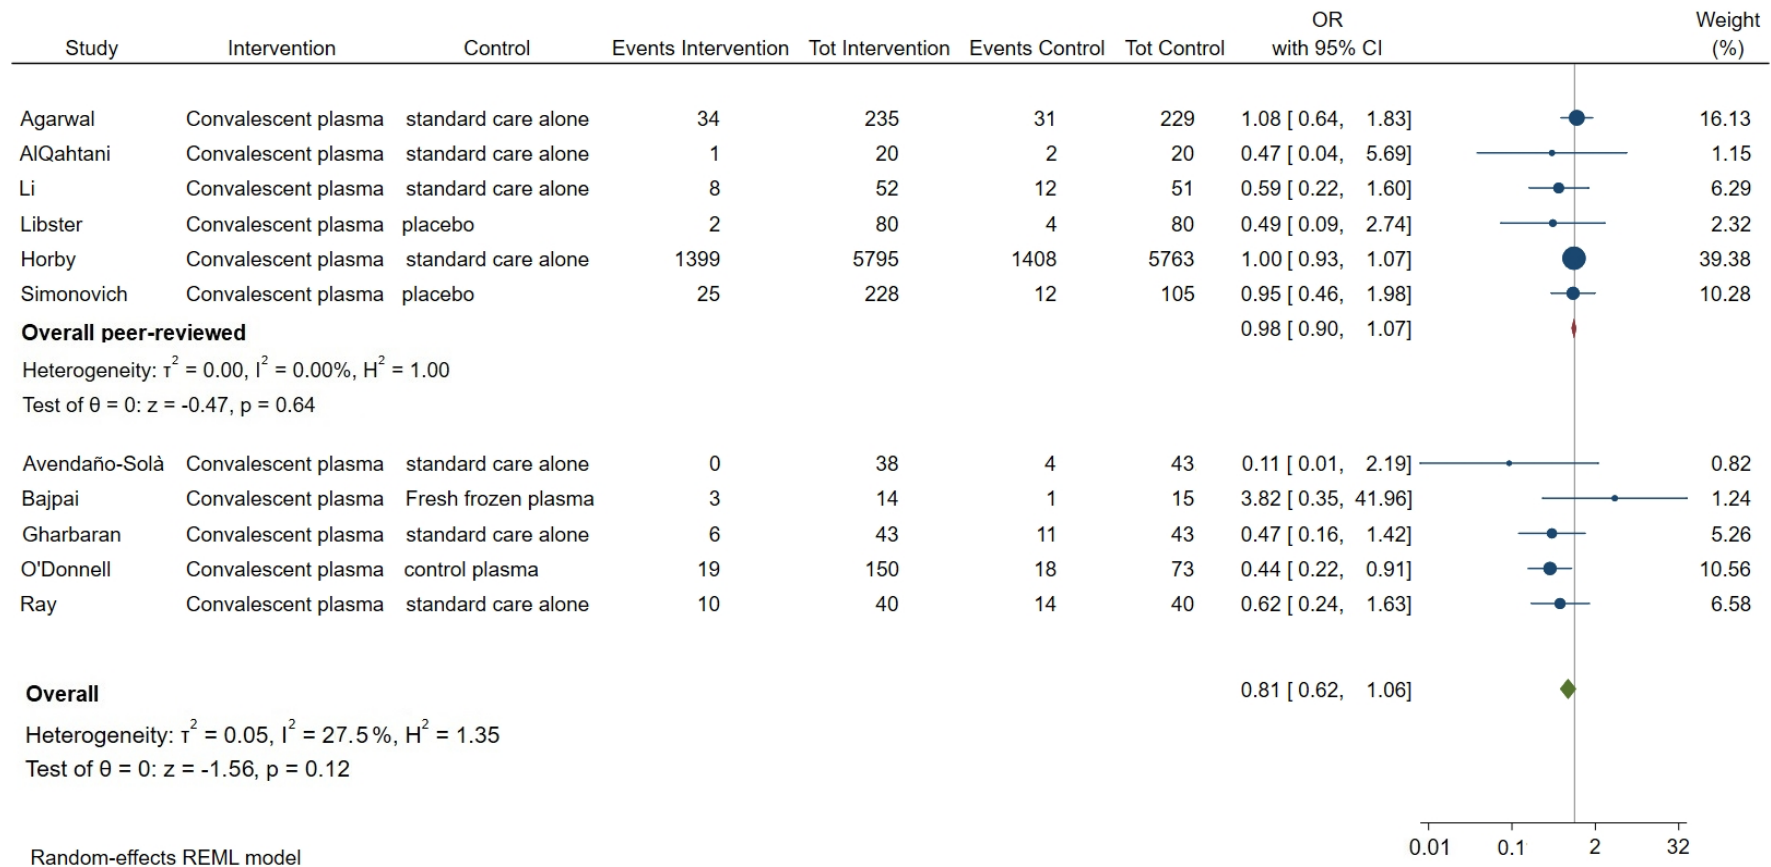 OR Weight
Study Intervention Control Events Intervention Tot Intervention Events Control Tot Control with 95% CI (%)
Agarwal Convalescent plasma standard care alone 34 235 31 229 1.08 [ 0.64, 1.83] 16.13
AlQahtani Convalescent plasma standard care alone 1 20 2 20 0.47 [ 0.04, 5.69] 1.15
Li Convalescent plasma standard care alone 8 52 12 51 0.59 [ 0.22, 1.60] 6.29
Libster Convalescent plasma placebo 2 80 4 80 0.49 [ 0.09, 2.74] 2.32
Horby Convalescent plasma standard care alone 1399 5795 1408 5763 1.00 [ 0.93, 1.07] 39.38
Simonovich Convalescent plasma placebo 25 228 12 105 0.95 [ 0.46, 1.98] 10.28
Overall peer-reviewed 0.98 [ 0.90, 1.07]
Heterogeneity: τ² = 0.00, I² = 0.00%, H² = 1.00
Test of θ = 0: z = -0.47, p = 0.64
Avendaño-Solà Convalescent plasma standard care alone 0 38 4 43 0.11 [ 0.01, 2.19] 0.82
Bajpai Convalescent plasma Fresh frozen plasma 3 14 1 15 3.82 [ 0.35, 41.96] 1.24
Gharbaran Convalescent plasma standard care alone 6 43 11 43 0.47 [ 0.16, 1.42] 5.26
O'Donnell Convalescent plasma control plasma 19 150 18 73 0.44 [ 0.22, 0.91] 10.56
Ray Convalescent plasma standard care alone 10 40 14 40 0.62 [ 0.24, 1.63] 6.58
Overall 0.81 [ 0.62, 1.06]
Heterogeneity: τ² = 0.05, I² = 27.5%, H² = 1.35
Test of θ = 0: z = -1.56, p = 0.12
0.01 0.1 2 32
Random-effects REML model